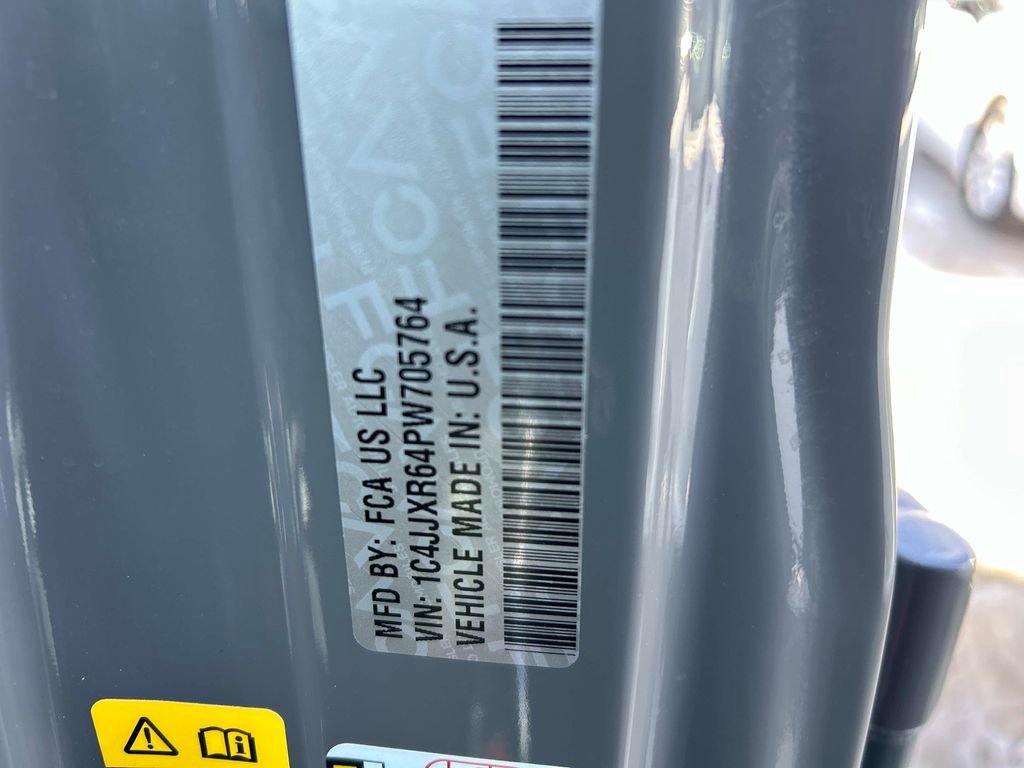 MFD BY: FCA US LLC
VIN: 1C4JJXR64PW705764
VEHICLE MADE IN: U.S.A.